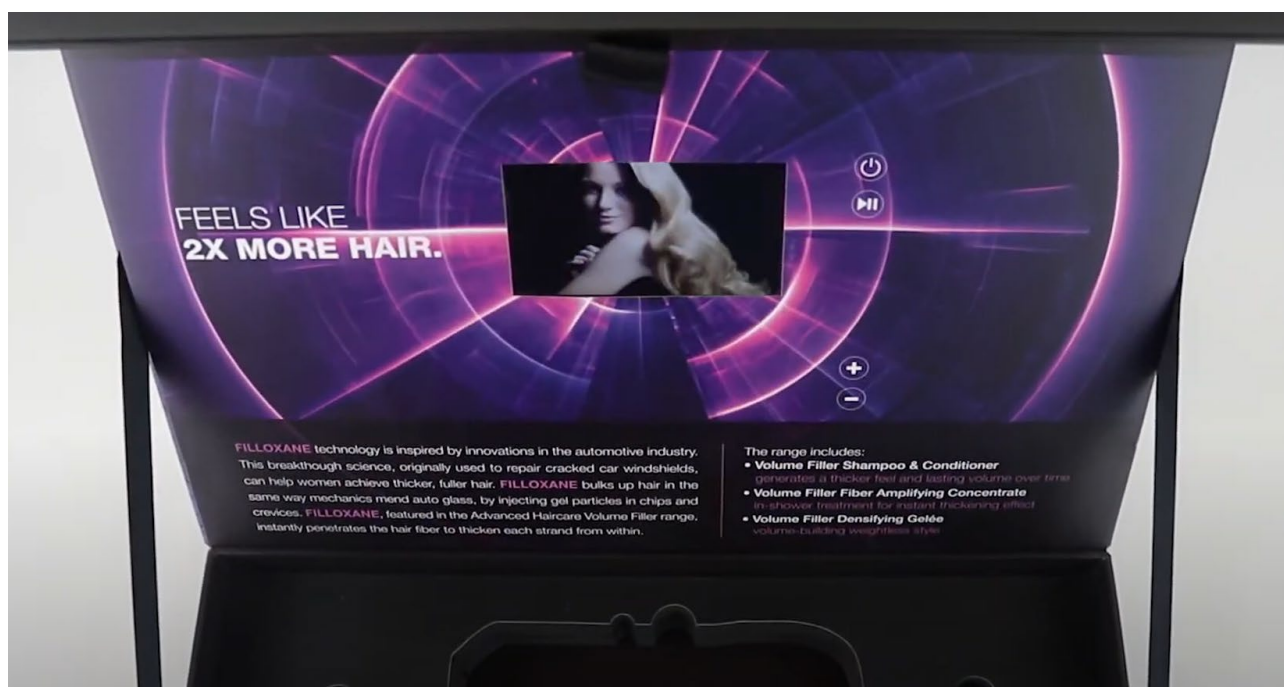 FEELS LIKE
2X MORE HAIR.
FILLOXANE technology is inspired by innovations in the automotive industry.
This breakthough science, originally used to repair cracked car windshields,
can help women achieve thicker, fuller hair. FILLOXANE bulks up hair in the
same way mechanics mend auto glass, by injecting gel particles in chips and
crevices. FILLOXANE, featured in the Advanced Haircare Volume Filler range,
instantly penetrates the hair fiber to thicken each strand from within.
The range includes:
• Volume Filler Shampoo & Conditioner
generates a thicker feel and lasting volume over time
• Volume Filler Fiber Amplifying Concentrate
in-shower treatment for instant thickening effect
• Volume Filler Densifying Gelée
volume-building weightless style